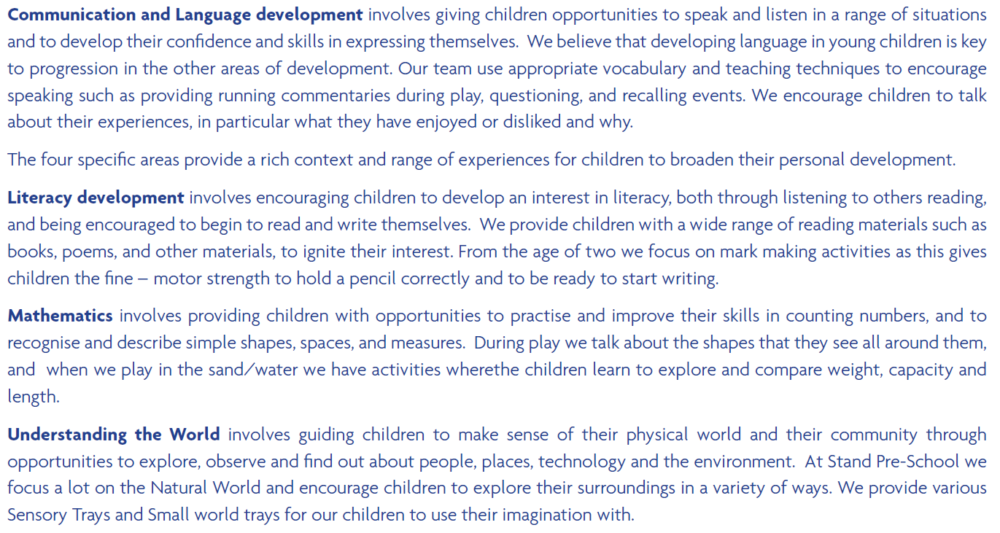 Communication and Language development involves giving children opportunities to speak and listen in a range of situations
and to develop their confidence and skills in expressing themselves.  We believe that developing language in young children is key
to progression in the other areas of development. Our team use appropriate vocabulary and teaching techniques to encourage
speaking such as providing running commentaries during play, questioning, and recalling events. We encourage children to talk
about their experiences, in particular what they have enjoyed or disliked and why.
The four specific areas provide a rich context and range of experiences for children to broaden their personal development.
Literacy development involves encouraging children to develop an interest in literacy, both through listening to others reading,
and being encouraged to begin to read and write themselves.  We provide children with a wide range of reading materials such as
books, poems, and other materials, to ignite their interest. From the age of two we focus on mark making activities as this gives
children the fine – motor strength to hold a pencil correctly and to be ready to start writing.
Mathematics involves providing children with opportunities to practise and improve their skills in counting numbers, and to
recognise and describe simple shapes, spaces, and measures.  During play we talk about the shapes that they see all around them,
and  when we play in the sand/water we have activities wherethe children learn to explore and compare weight, capacity and
length.
Understanding the World involves guiding children to make sense of their physical world and their community through
opportunities to explore, observe and find out about people, places, technology and the environment.  At Stand Pre-School we
focus a lot on the Natural World and encourage children to explore their surroundings in a variety of ways. We provide various
Sensory Trays and Small world trays for our children to use their imagination with.